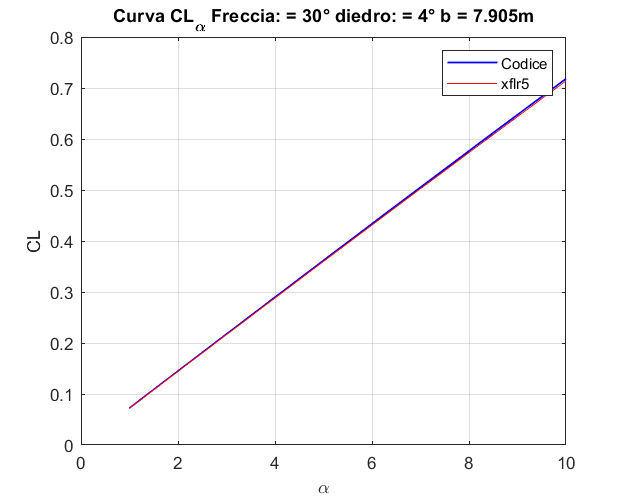 Curva CLα Freccia: = 30° diedro: = 4° b = 7.905m
0.8
0.7
0.6
0.5
0.4
0.3
0.2
0.1
0
CL
Codice
xflr5
0 2 4 6 8 10
α